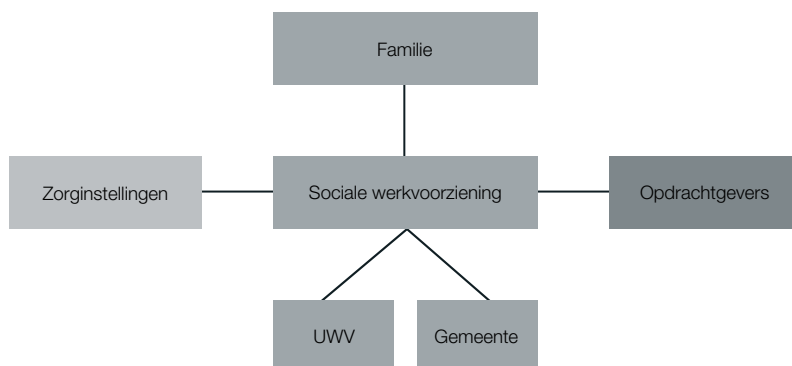 Familie
Zorginstellingen
Sociale werkvoorziening
Opdrachtgevers
UWV
Gemeente